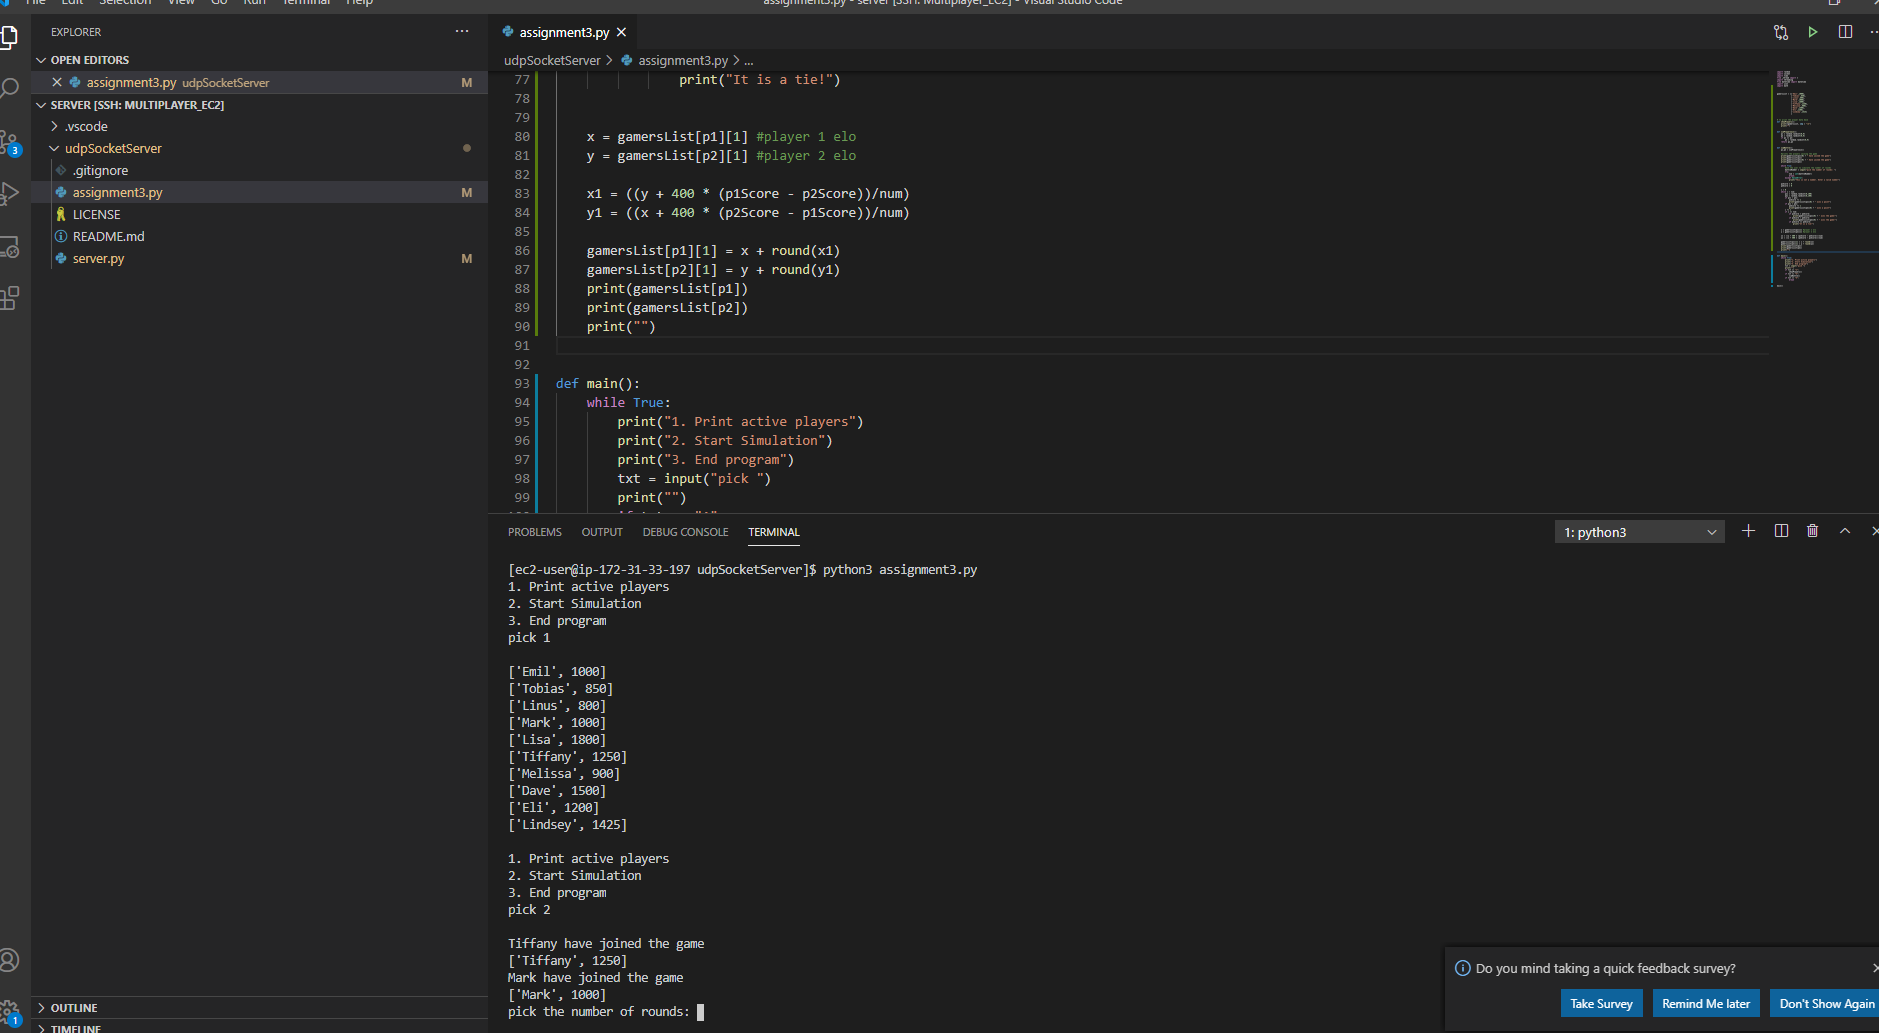 File Edit Selection View Go Run Terminal Help
assignment3.py - server [SSH: Multiplayer_EC2] - Visual Studio Code
EXPLORER
OPEN EDITORS
assignment3.py udpSocketServer M
SERVER [SSH: MULTIPLAYER_EC2]
.vscode
udpSocketServer
.gitignore
assignment3.py M
LICENSE
README.md
server.py M
OUTLINE
TIMELINE
3
1
assignment3.py
udpSocketServer > assignment3.py > ...
77 print("It is a tie!")
78
79
80 x = gamersList[p1][1] #player 1 elo
81 y = gamersList[p2][1] #player 2 elo
82
83 x1 = ((y + 400 * (p1Score - p2Score))/num)
84 y1 = ((x + 400 * (p2Score - p1Score))/num)
85
86 gamersList[p1][1] = x + round(x1)
87 gamersList[p2][1] = y + round(y1)
88 print(gamersList[p1])
89 print(gamersList[p2])
90 print("")
91
92
93 def main():
94 while True:
95 print("1. Print active players")
96 print("2. Start Simulation")
97 print("3. End program")
98 txt = input("pick ")
99 print("")
PROBLEMS OUTPUT DEBUG CONSOLE TERMINAL
1: python3
[ec2-user@ip-172-31-33-197 udpSocketServer]$ python3 assignment3.py
1. Print active players
2. Start Simulation
3. End program
pick 1
['Emil', 1000]
['Tobias', 850]
['Linus', 800]
['Mark', 1000]
['Lisa', 1800]
['Tiffany', 1250]
['Melissa', 900]
['Dave', 1500]
['Eli', 1200]
['Lindsey', 1425]
1. Print active players
2. Start Simulation
3. End program
pick 2
Tiffany have joined the game
['Tiffany', 1250]
Mark have joined the game
['Mark', 1000]
pick the number of rounds:
Do you mind taking a quick feedback survey?
Take Survey Remind Me later Don't Show Again